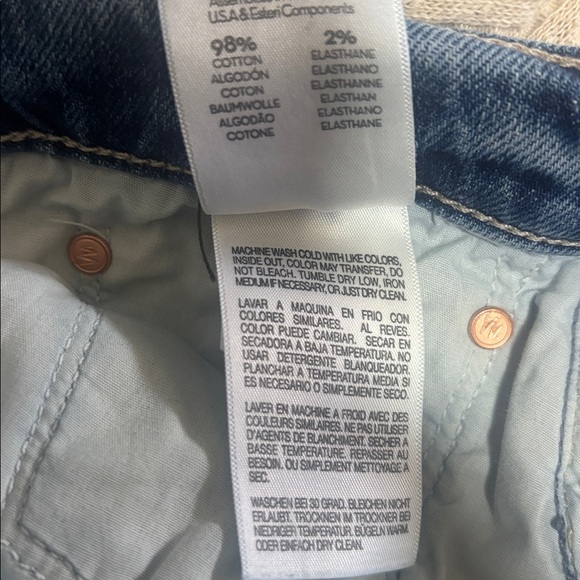 U.S.A & Esteri Components
98% 2%
COTTON ELASTHANE
ALGODÓN ELASTHANO
COTON ELASTHANNE
BAUMWOLLE ELASTHAN
ALGODÃO ELASTHANO
COTONE ELASTHANE
MACHINE WASH COLD WITH LIKE COLORS,
INSIDE OUT, COLOR MAY TRANSFER, DO
NOT BLEACH. TUMBLE DRY LOW, IRON
MEDIUM IF NECESSARY, OR JUST DRY CLEAN.
LAVAR A MAQUINA EN FRIO CON
COLORES SIMILARES. AL REVES.
COLOR PUEDE CAMBIAR. SECAR EN
SECADORA A BAJA TEMPERATURA. NO
USAR DETERGENTE BLANQUEADOR.
PLANCHAR A TEMPERATURA MEDIA SI
ES NECESARIO O SIMPLEMENTE SECO.
LAVER EN MACHINE A FROID AVEC DES
COULEURS SIMILAIRES. NE PAS UTILISER
D'AGENTS DE BLANCHIMENT. SECHER A
BASSE TEMPERATURE. REPASSER AU
BESOIN. OU SIMPLEMENT METTOYAGE A
SEC.
WASCHEN BEI 30 GRAD. BLEICHEN NICHT
ERLAUBT. TROCKNEN IM TROCKNER BEI
NIEDRIGER TEMPERATUR. BÜGELN WARM
ODER EINFACH DRY CLEAN.